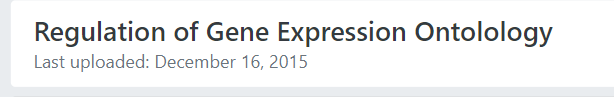 Regulation of Gene Expression Ontolology
Last uploaded: December 16, 2015